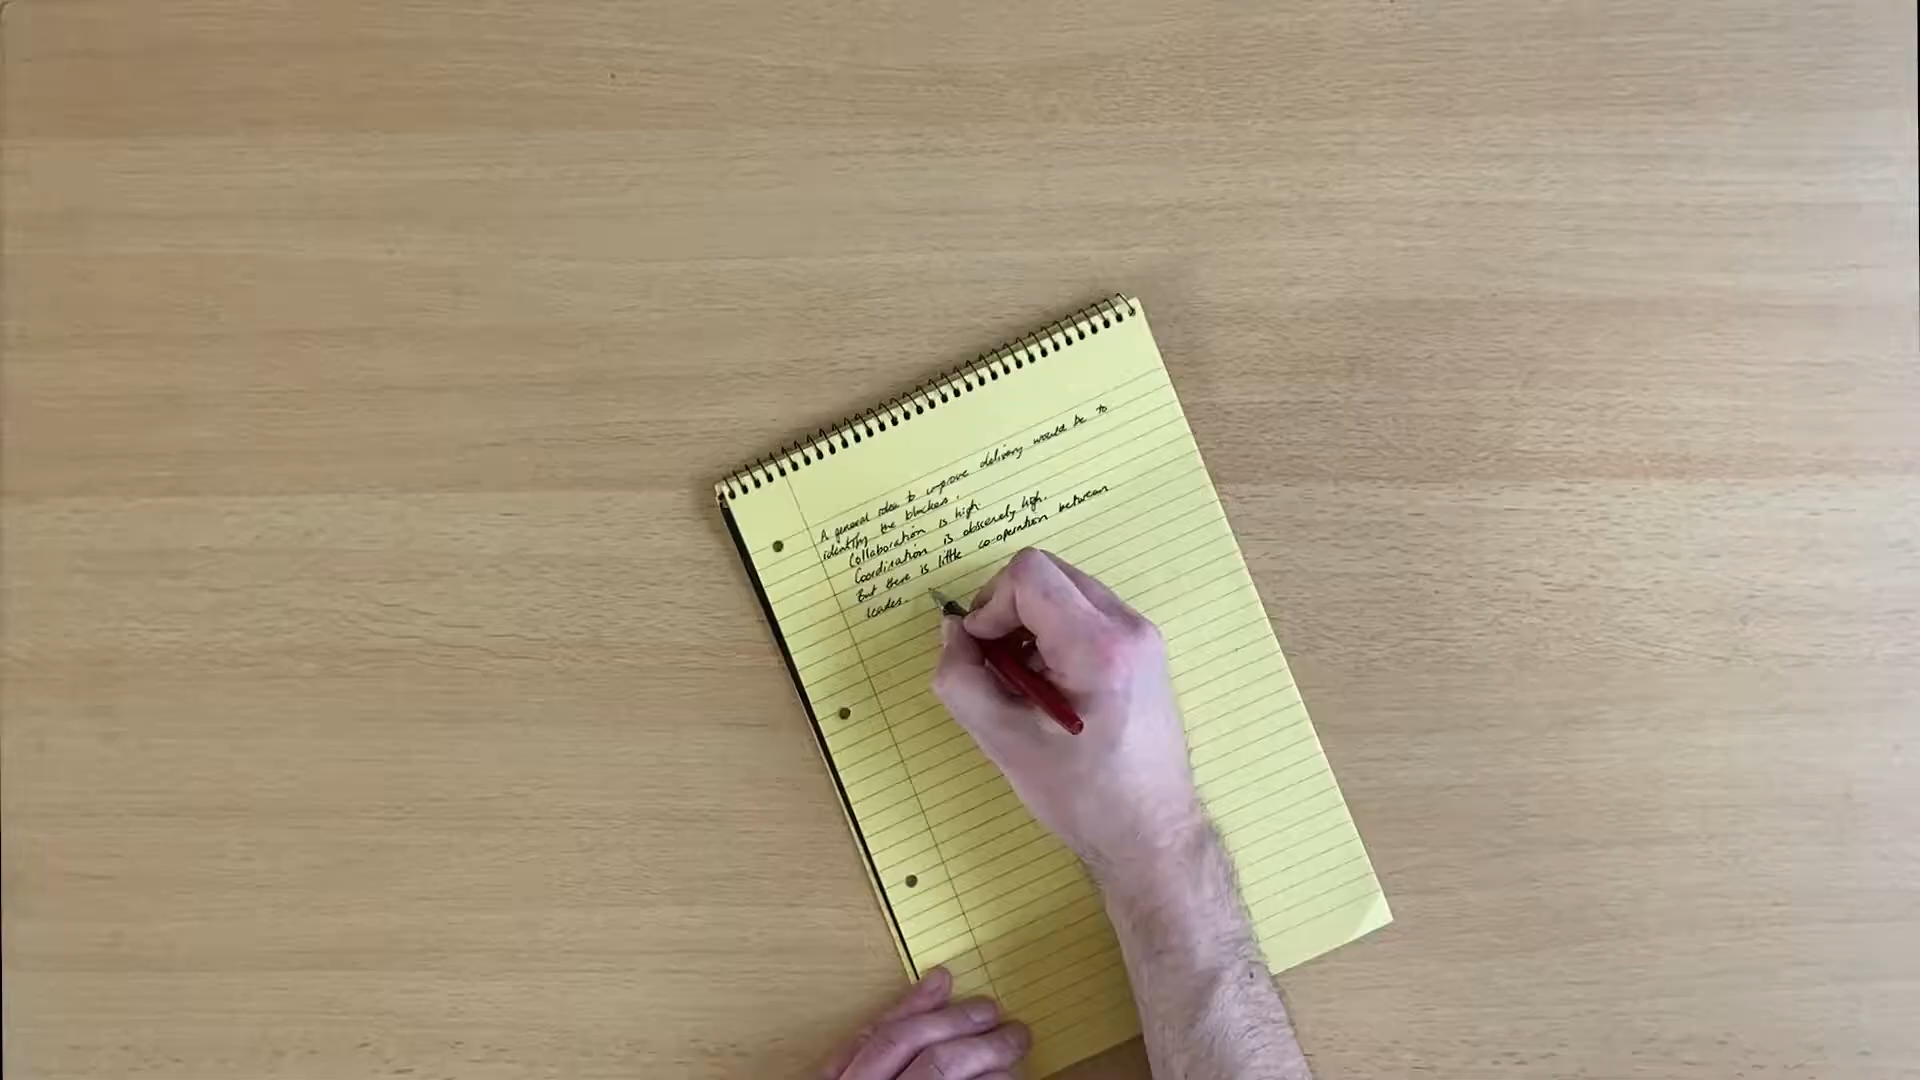 A general idea to improve delivery would be to
identify the blockers.
Collaboration is high.
Coordination is obscenely high.
But there is little co-operation between
leades.